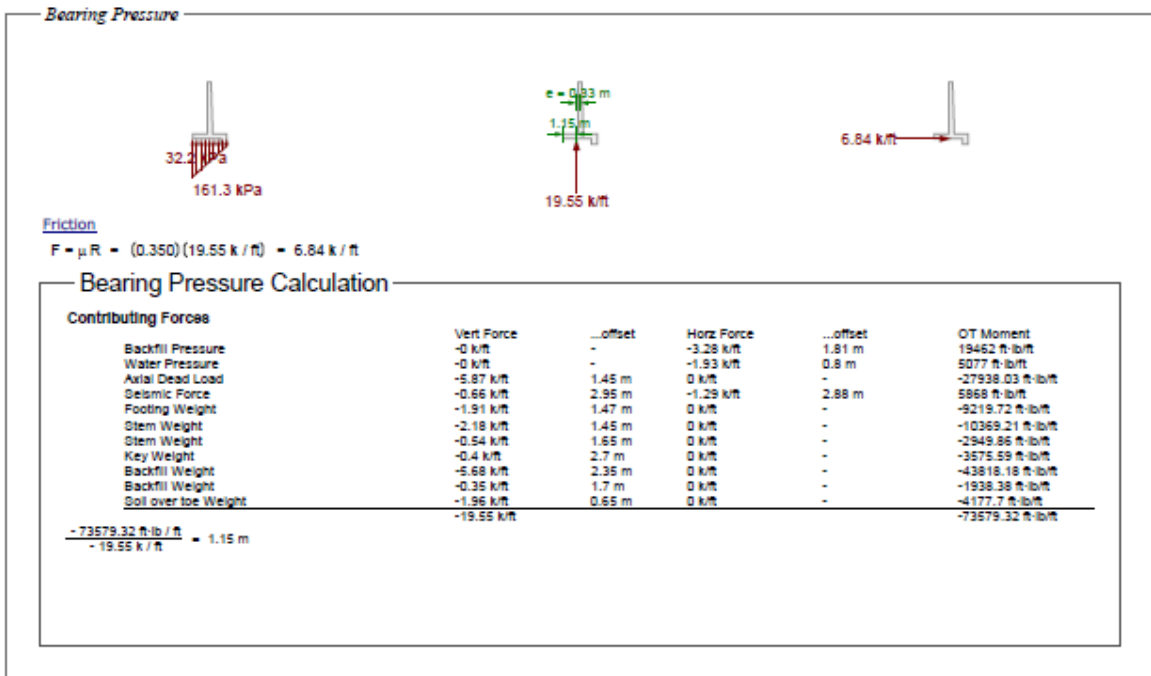 Bearing Pressure
e = 0.33 m
1.15 m
32.2 kPa
6.84 k/ft
161.3 kPa
19.55 k/ft
Friction
F = μ R = (0.350)(19.55 k / ft) = 6.84 k / ft
Bearing Pressure Calculation
Contributing Forces
Vert Force ...offset Horz Force ...offset OT Moment
Backfill Pressure -0 k/ft - -3.28 k/ft 1.81 m 19462 ft·lb/ft
Water Pressure -0 k/ft - -1.93 k/ft 0.8 m 5077 ft·lb/ft
Axial Dead Load -5.87 k/ft 1.45 m 0 k/ft - -27938.03 ft·lb/ft
Seismic Force -0.66 k/ft 2.95 m -1.29 k/ft 2.88 m 5868 ft·lb/ft
Footing Weight -1.91 k/ft 1.47 m 0 k/ft - -9219.72 ft·lb/ft
Stem Weight -2.18 k/ft 1.45 m 0 k/ft - -10369.21 ft·lb/ft
Stem Weight -0.54 k/ft 1.65 m 0 k/ft - -2949.86 ft·lb/ft
Key Weight -0.4 k/ft 2.7 m 0 k/ft - -3575.59 ft·lb/ft
Backfill Weight -5.68 k/ft 2.35 m 0 k/ft - -43818.18 ft·lb/ft
Backfill Weight -0.35 k/ft 1.7 m 0 k/ft - -1938.38 ft·lb/ft
Soil over toe Weight -1.96 k/ft 0.65 m 0 k/ft - -4177.7 ft·lb/ft
-19.55 k/ft -73579.32 ft·lb/ft
- 73579.32 ft·lb / ft
- 19.55 k / ft
= 1.15 m